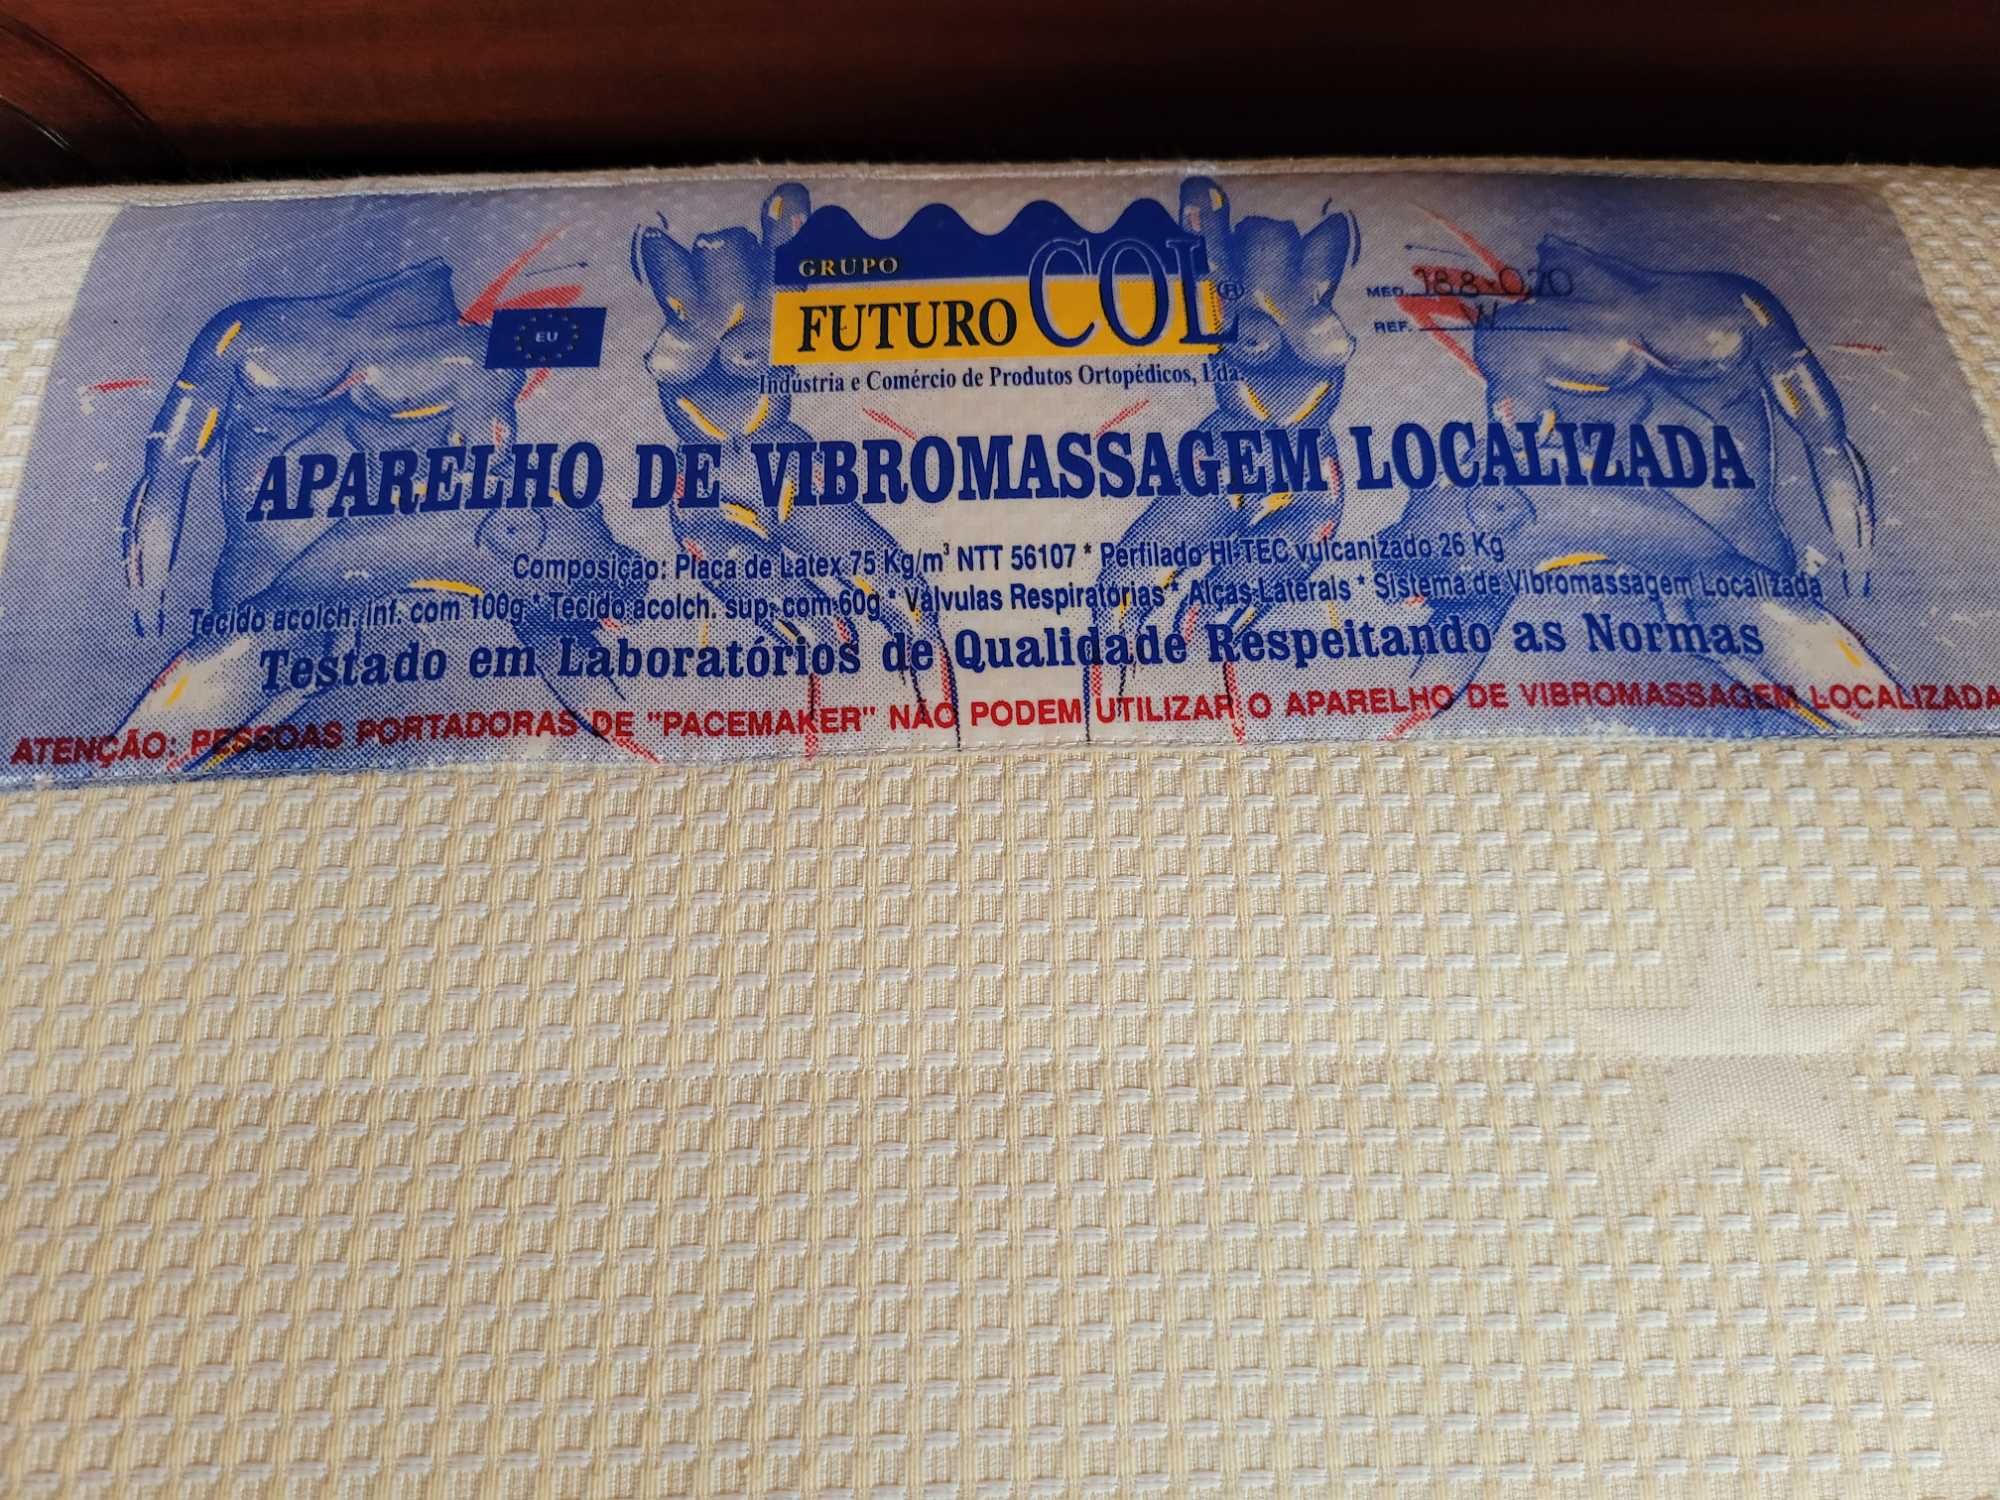 GRUPO
FUTURO COL®
Indústria e Comércio de Produtos Ortopédicos, Lda.
EU
MED. 188x0,70
REF. W
APARELHO DE VIBROMASSAGEM LOCALIZADA
Composição: Placa de Latex 75 Kg/m³ NTT 56107 * Perfilado HI-TEC vulcanizado 26 Kg
Tecido acolch. inf. com 100g * Tecido acolch. sup. com 60g * Válvulas Respiratórias * Alças Laterais * Sistema de Vibromassagem Localizada
Testado em Laboratórios de Qualidade Respeitando as Normas
ATENÇÃO: PESSOAS PORTADORAS DE "PACEMAKER" NÃO PODEM UTILIZAR O APARELHO DE VIBROMASSAGEM LOCALIZADA